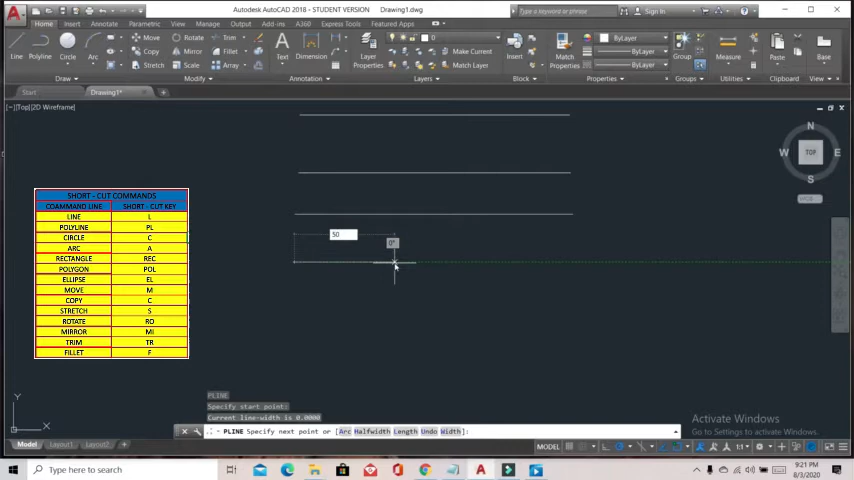 Autodesk AutoCAD 2018 - STUDENT VERSION Drawing1.dwg
Type a keyword or phrase
Sign In
Home Insert Annotate Parametric View Manage Output Add-ins A360 Express Tools Featured Apps
Line Polyline Circle Arc
Move Rotate Trim
Copy Mirror Fillet
Stretch Scale Array
Text Dimension
Layer Properties
0
Make Current
Match Layer
Insert
Match Properties
ByLayer
ByLayer
ByLayer
Group
Measure
Paste
Base
Draw Modify Annotation Layers Block Properties Groups Utilities Clipboard View
Start Drawing1*
[−][Top][2D Wireframe]
N
W TOP E
S
SHORT - CUT COMMANDS
COAMMAND LINE SHORT - CUT KEY
LINE L
POLYLINE PL
CIRCLE C
ARC A
RECTANGLE REC
POLYGON POL
ELLIPSE EL
MOVE M
COPY C
STRETCH S
ROTATE RO
MIRROR MI
TRIM TR
FILLET F
50
0°
Y
X
PLINE
Specify start point:
Current line-width is 0.0000
PLINE Specify next point or [Arc Halfwidth Length Undo Width]:
Activate Windows
Go to Settings to activate Windows.
Model Layout1 Layout2 +
MODEL
1:1
Type here to search
9:21 PM
8/3/2020